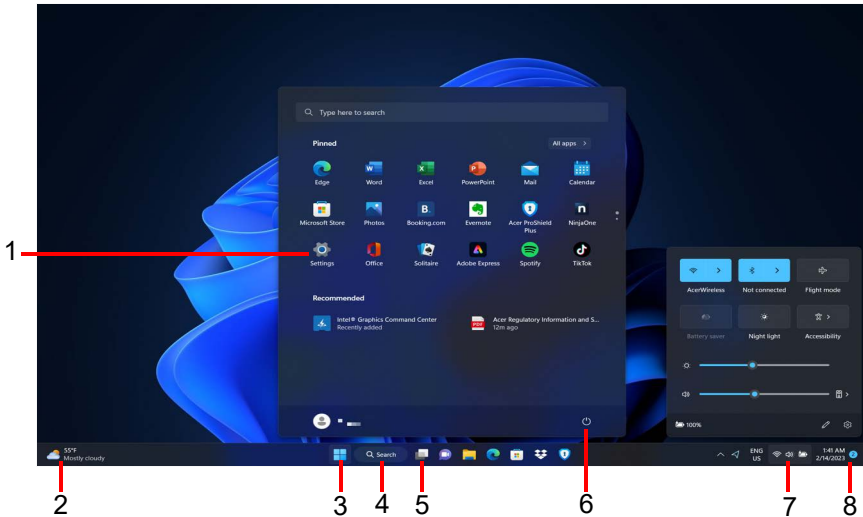 Type here to search
Pinned
All apps >
Edge
Word
Excel
PowerPoint
Mail
Calendar
Microsoft Store
Photos
Booking.com
Evernote
Acer ProShield
Plus
NinjaOne
Settings
Office
Solitaire
Adobe Express
Spotify
TikTok
Recommended
Intel® Graphics Command Center
Recently added
PDF
Acer Regulatory Information and S...
12m ago
AcerWireless
Not connected
Flight mode
Battery saver
Night light
Accessibility
100%
55°F
Mostly cloudy
Search
ENG
US
1:41 AM
2/14/2023
2
1
2
3
4
5
6
7
8